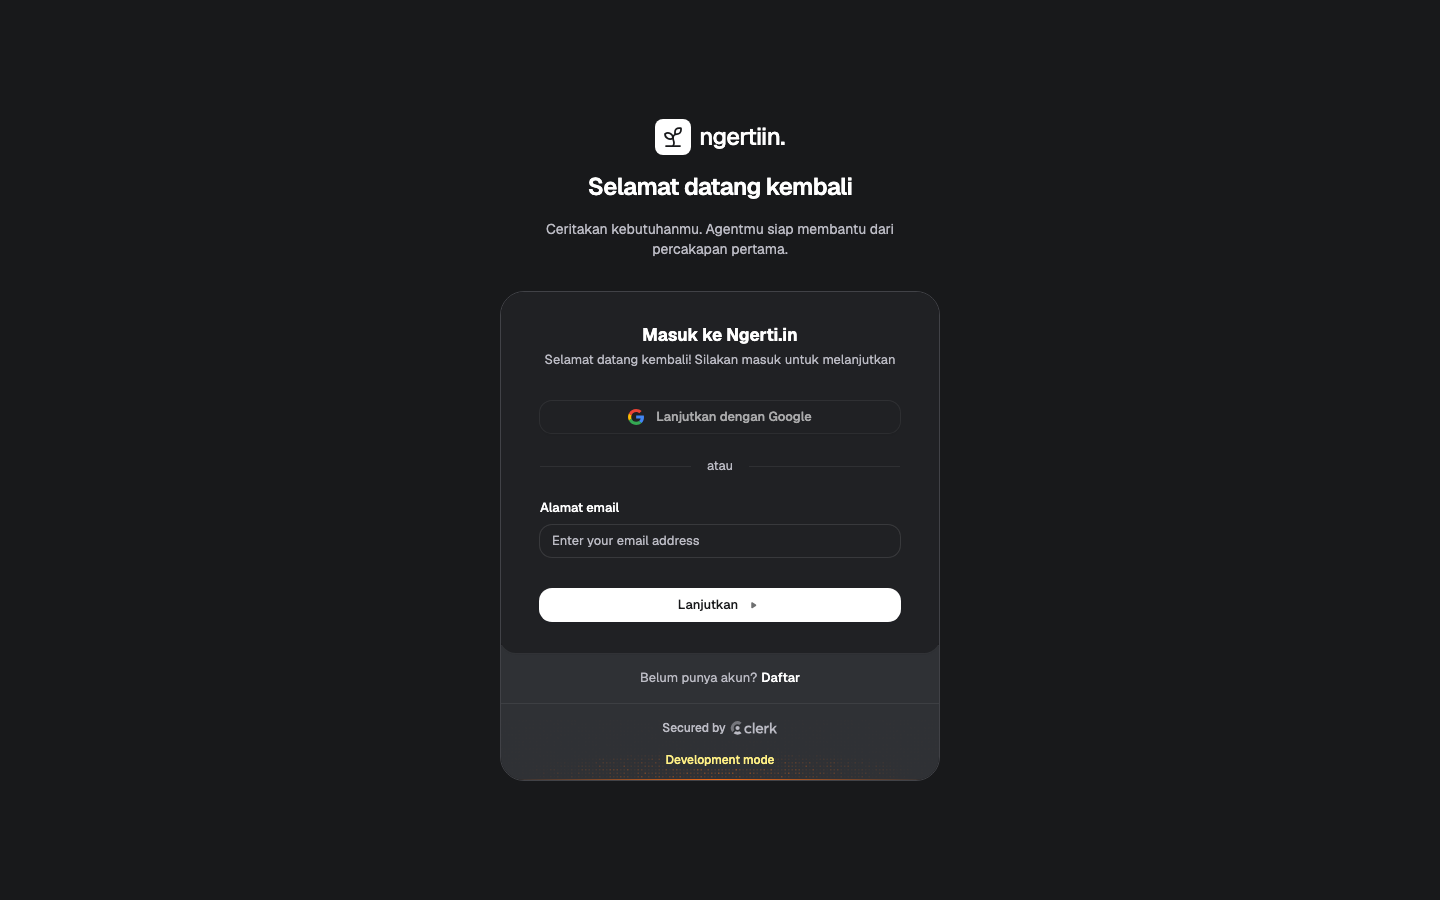 ngertiin.
Selamat datang kembali
Ceritakan kebutuhanmu. Agentmu siap membantu dari
percakapan pertama.
Masuk ke Ngerti.in
Selamat datang kembali! Silakan masuk untuk melanjutkan
Lanjutkan dengan Google
atau
Alamat email
Enter your email address
Lanjutkan
Belum punya akun? Daftar
Secured by clerk
Development mode